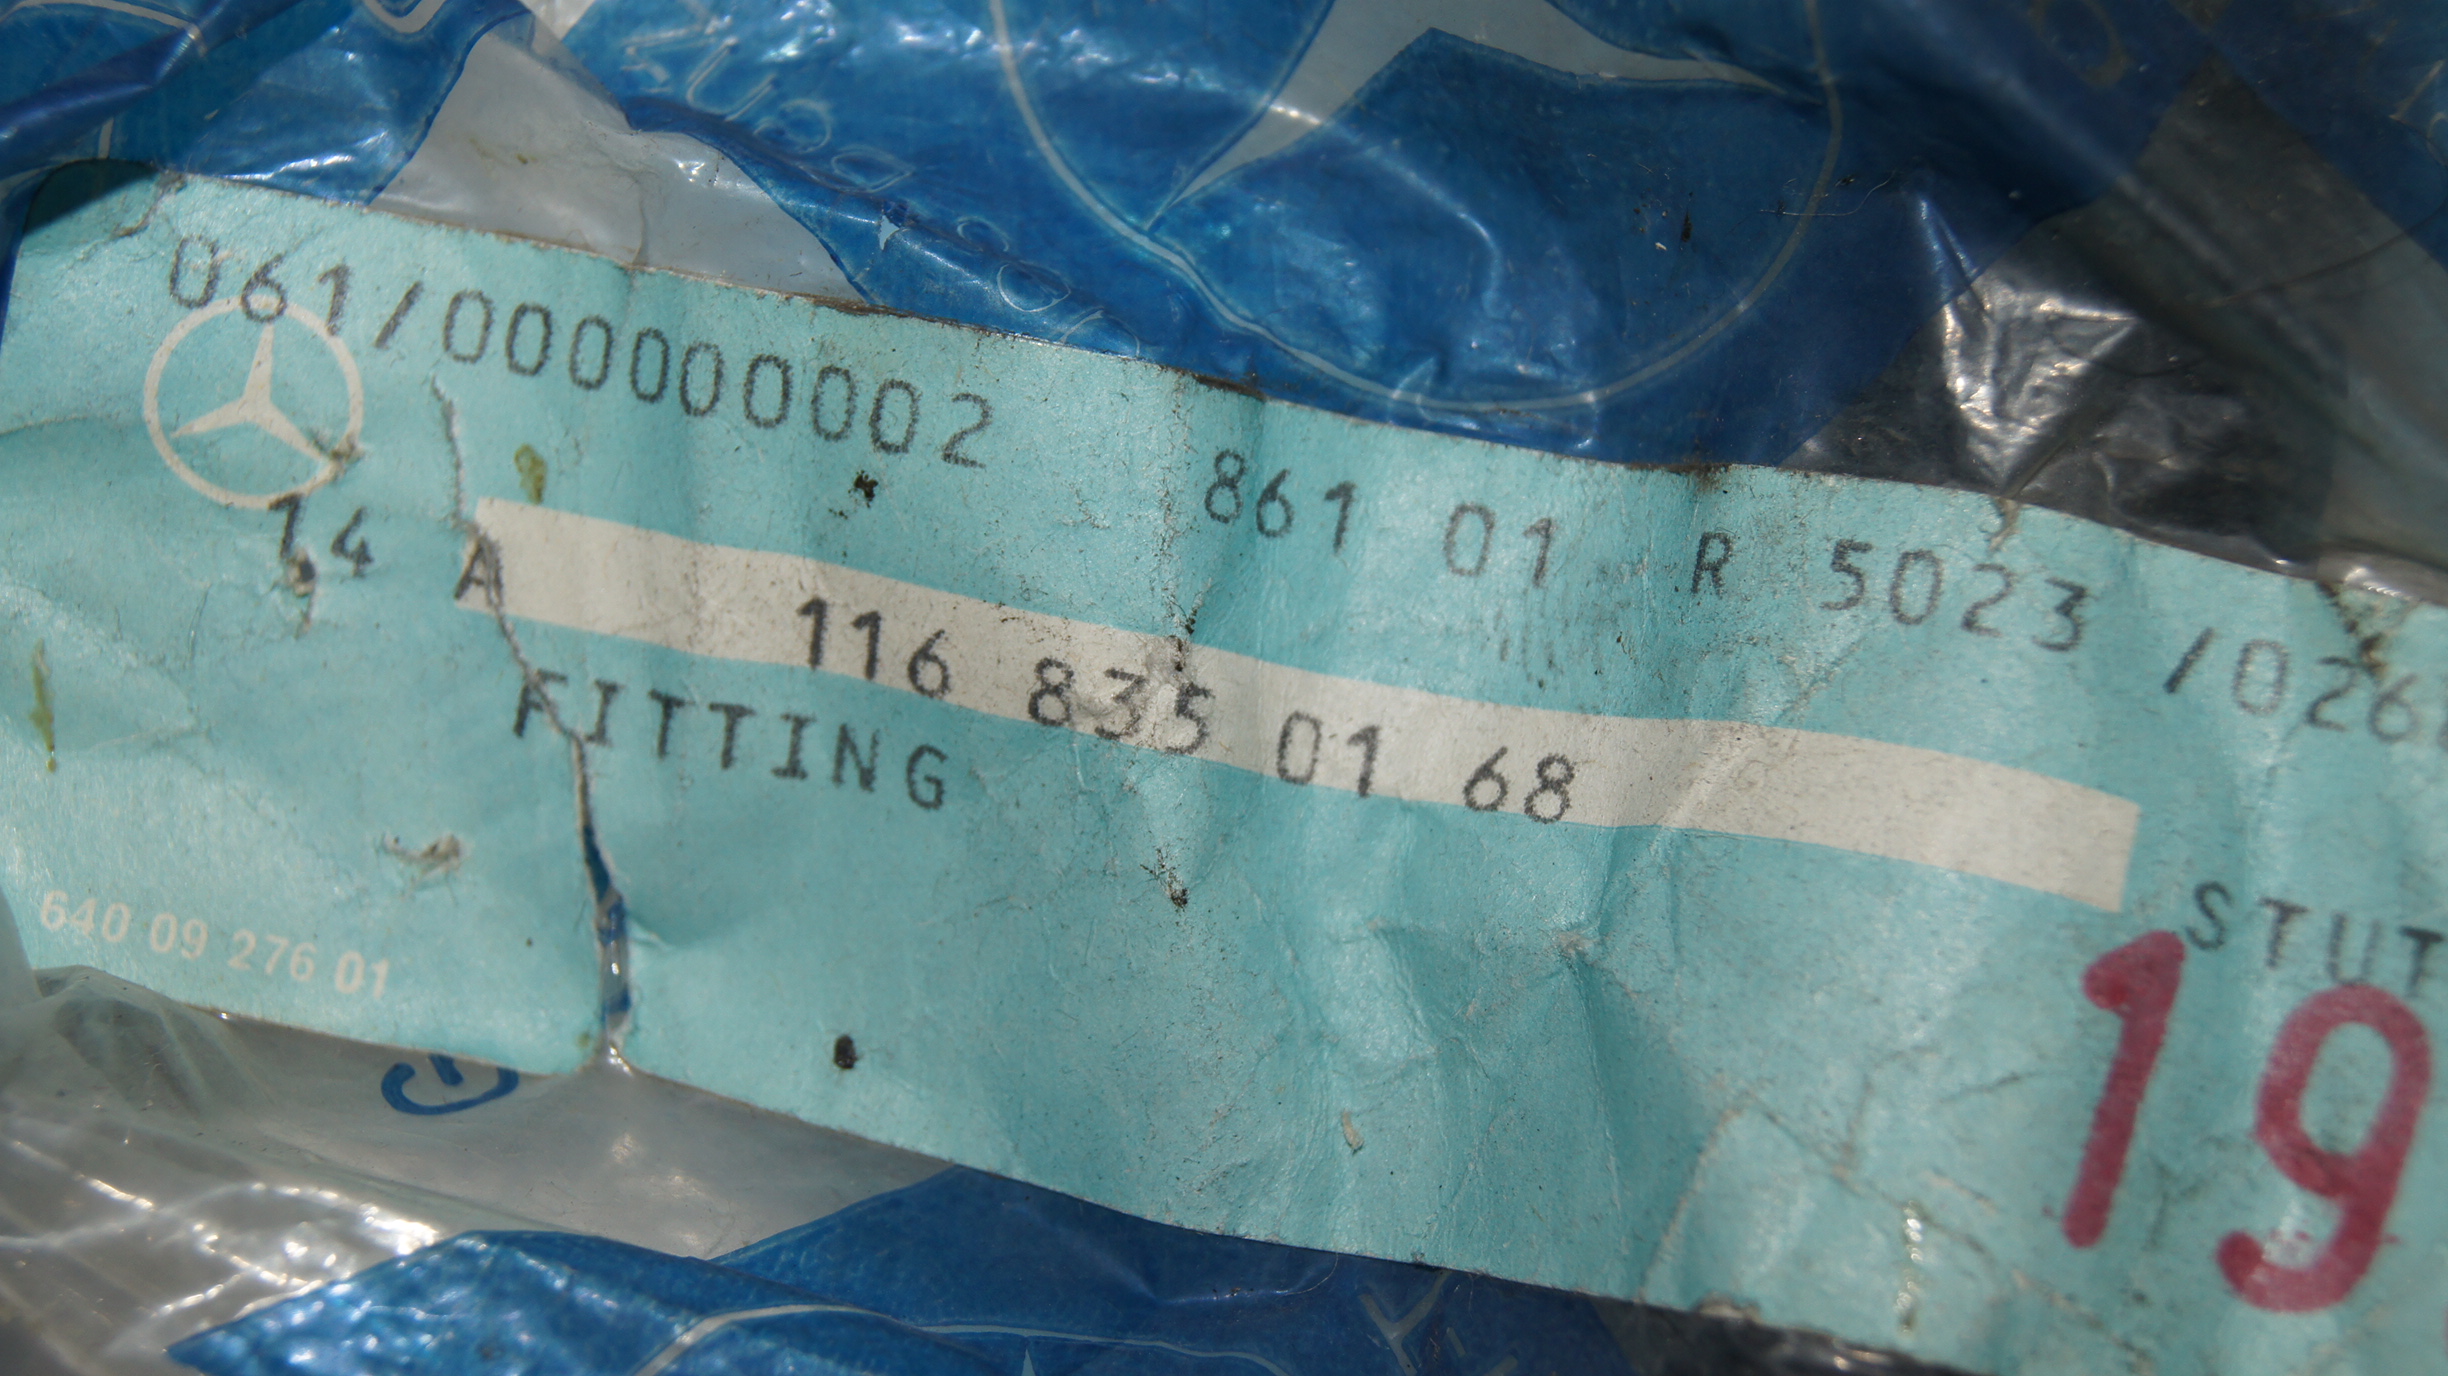 061/000000002 861 01 R 5023 /026
14 A 116 835 01 68
FITTING
STUT
19
640 09 276 01